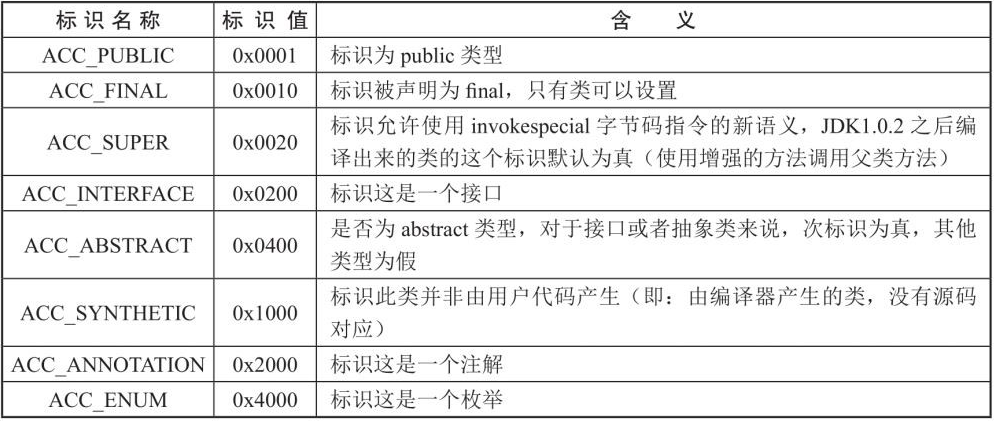 标识名称 标识值 含义
ACC_PUBLIC 0x0001 标识为 public 类型
ACC_FINAL 0x0010 标识被声明为 final，只有类可以设置
ACC_SUPER 0x0020 标识允许使用 invokespecial 字节码指令的新语义，JDK1.0.2 之后编
译出来的类的这个标识默认为真（使用增强的方法调用父类方法）
ACC_INTERFACE 0x0200 标识这是一个接口
ACC_ABSTRACT 0x0400 是否为 abstract 类型，对于接口或者抽象类来说，次标识为真，其他
类型为假
ACC_SYNTHETIC 0x1000 标识此类并非由用户代码产生（即：由编译器产生的类，没有源码
对应）
ACC_ANNOTATION 0x2000 标识这是一个注解
ACC_ENUM 0x4000 标识这是一个枚举